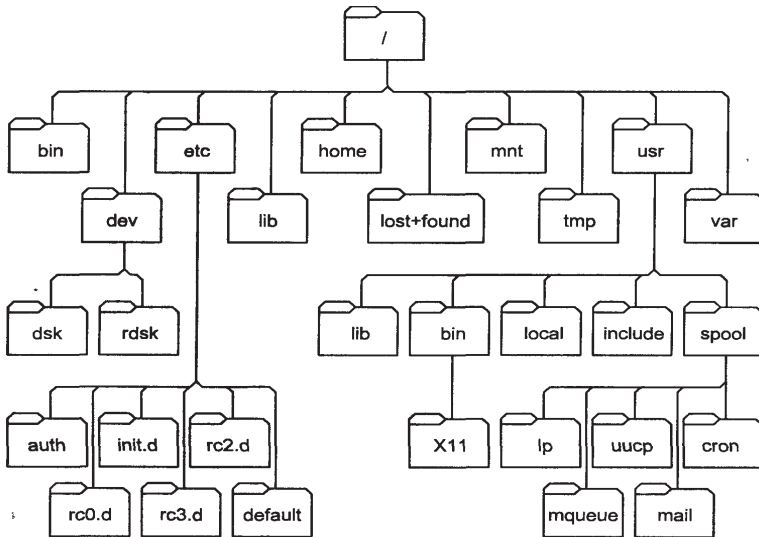 /
bin etc home mnt usr
dev lib lost+found tmp var
dsk rdsk lib bin local include spool
auth init.d rc2.d X11 lp uucp cron
rc0.d rc3.d default mqueue mail